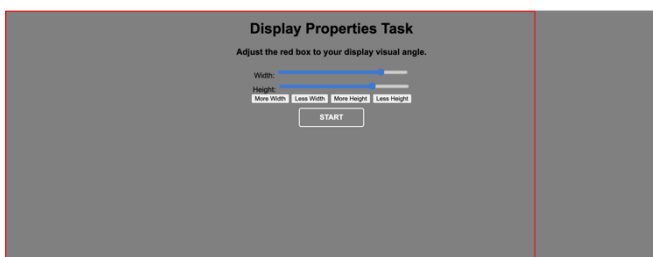 Display Properties Task
Adjust the red box to your display visual angle.
Width:
Height:
More Width Less Width More Height Less Height
START